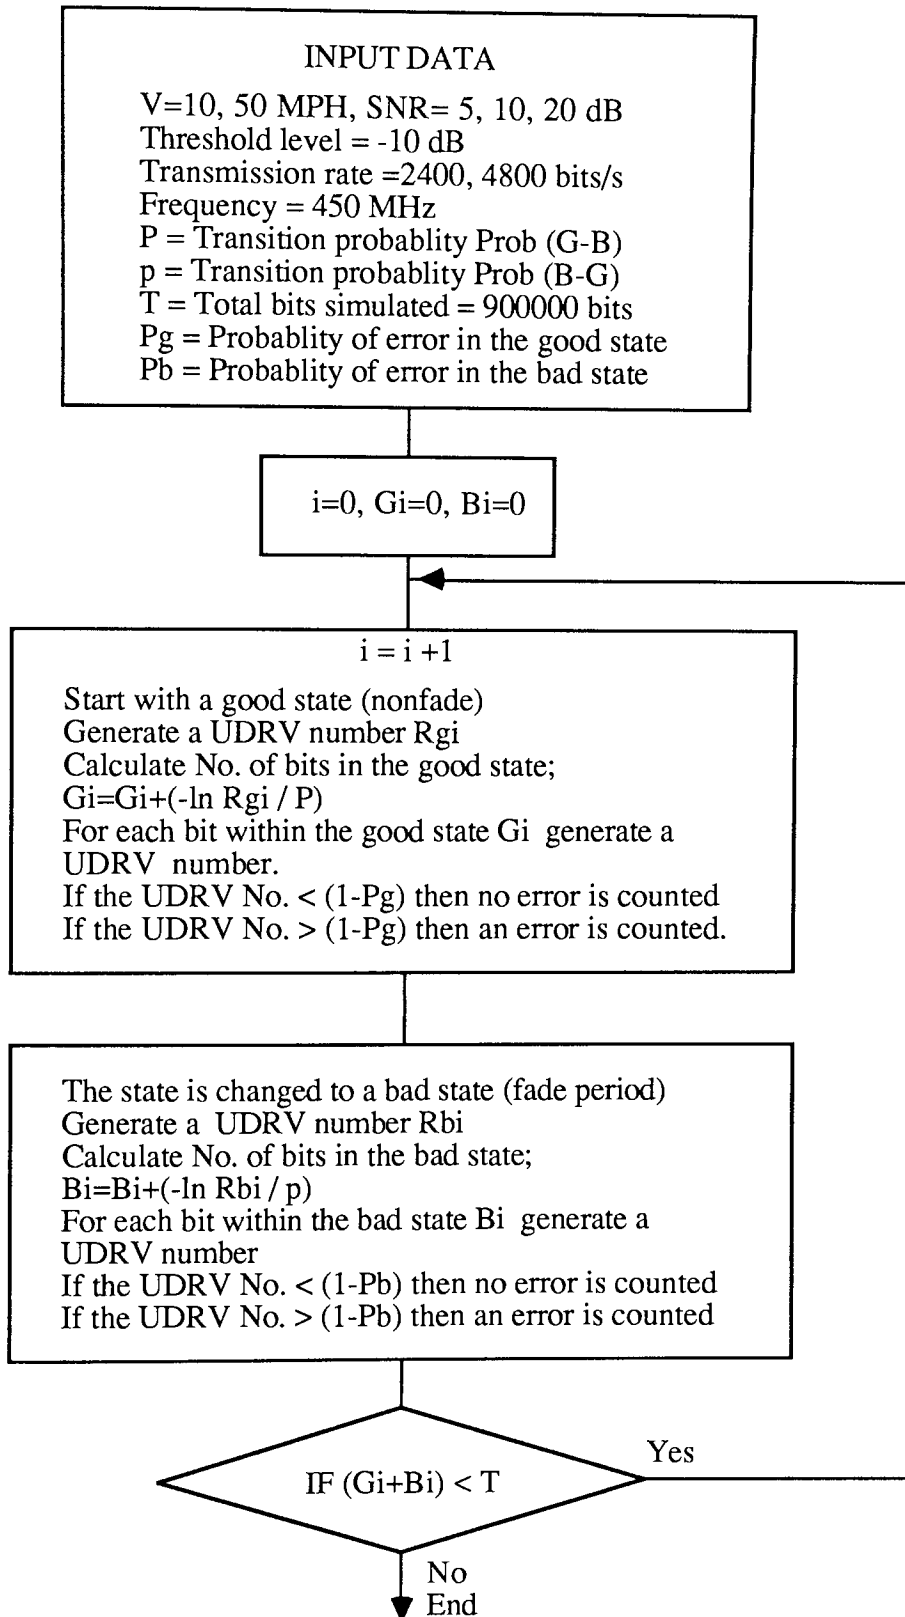 INPUT DATA
V=10, 50 MPH, SNR= 5, 10, 20 dB
Threshold level = -10 dB
Transmission rate =2400, 4800 bits/s
Frequency = 450 MHz
P = Transition probablity Prob (G-B)
p = Transition probablity Prob (B-G)
T = Total bits simulated = 900000 bits
Pg = Probablity of error in the good state
Pb = Probablity of error in the bad state
i=0, Gi=0, Bi=0
i = i +1
Start with a good state (nonfade)
Generate a UDRV number Rgi
Calculate No. of bits in the good state;
Gi=Gi+(-ln Rgi / P)
For each bit within the good state Gi generate a
UDRV number.
If the UDRV No. < (1-Pg) then no error is counted
If the UDRV No. > (1-Pg) then an error is counted.
The state is changed to a bad state (fade period)
Generate a UDRV number Rbi
Calculate No. of bits in the bad state;
Bi=Bi+(-ln Rbi / p)
For each bit within the bad state Bi generate a
UDRV number
If the UDRV No. < (1-Pb) then no error is counted
If the UDRV No. > (1-Pb) then an error is counted
Yes
IF (Gi+Bi) < T
No
End